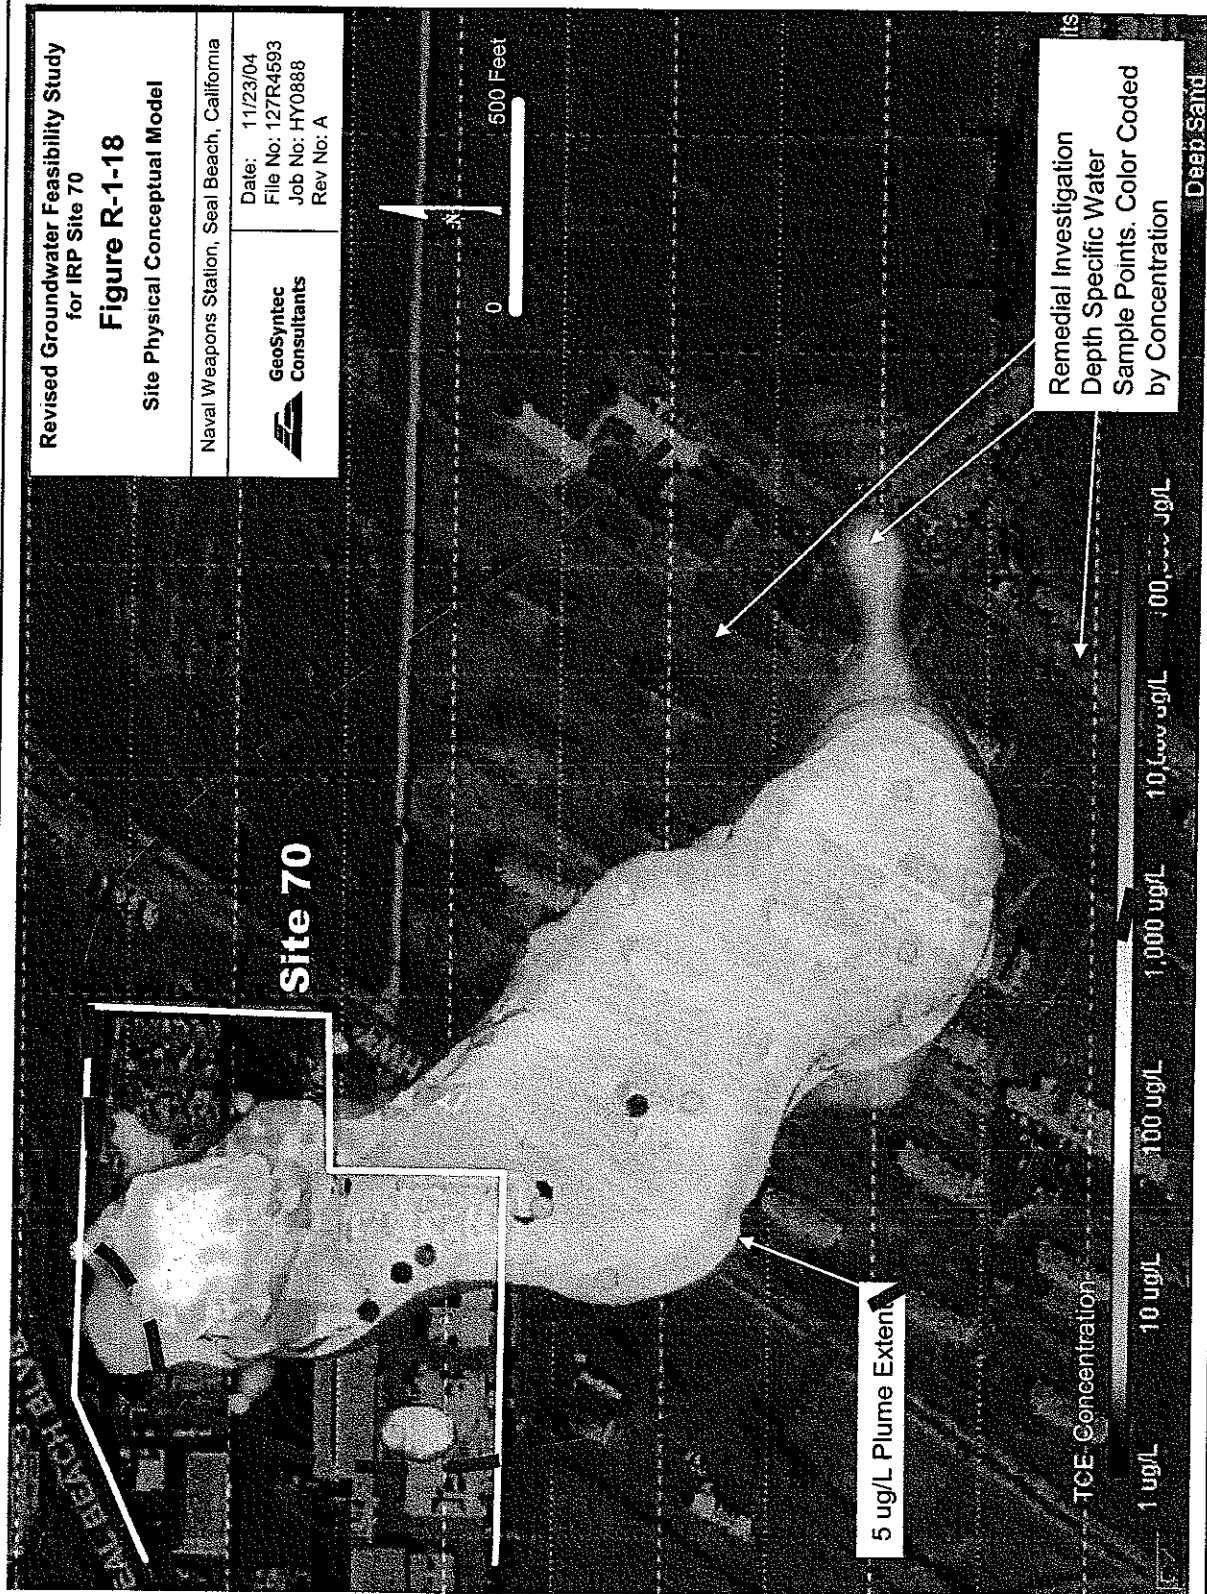 Revised Groundwater Feasibility Study
for IRP Site 70
Figure R-1-18
Site Physical Conceptual Model
Naval Weapons Station, Seal Beach, California
GeoSyntec
Consultants
Date: 11/23/04
File No: 127R4593
Job No: HY0888
Rev No: A
N
0
500 Feet
Site 70
BEACH
5 ug/L Plume Extent
Remedial Investigation
Depth Specific Water
Sample Points. Color Coded
by Concentration
Deep Sand
TCE Concentration
1 ug/L
10 ug/L
100 ug/L
1,000 ug/L